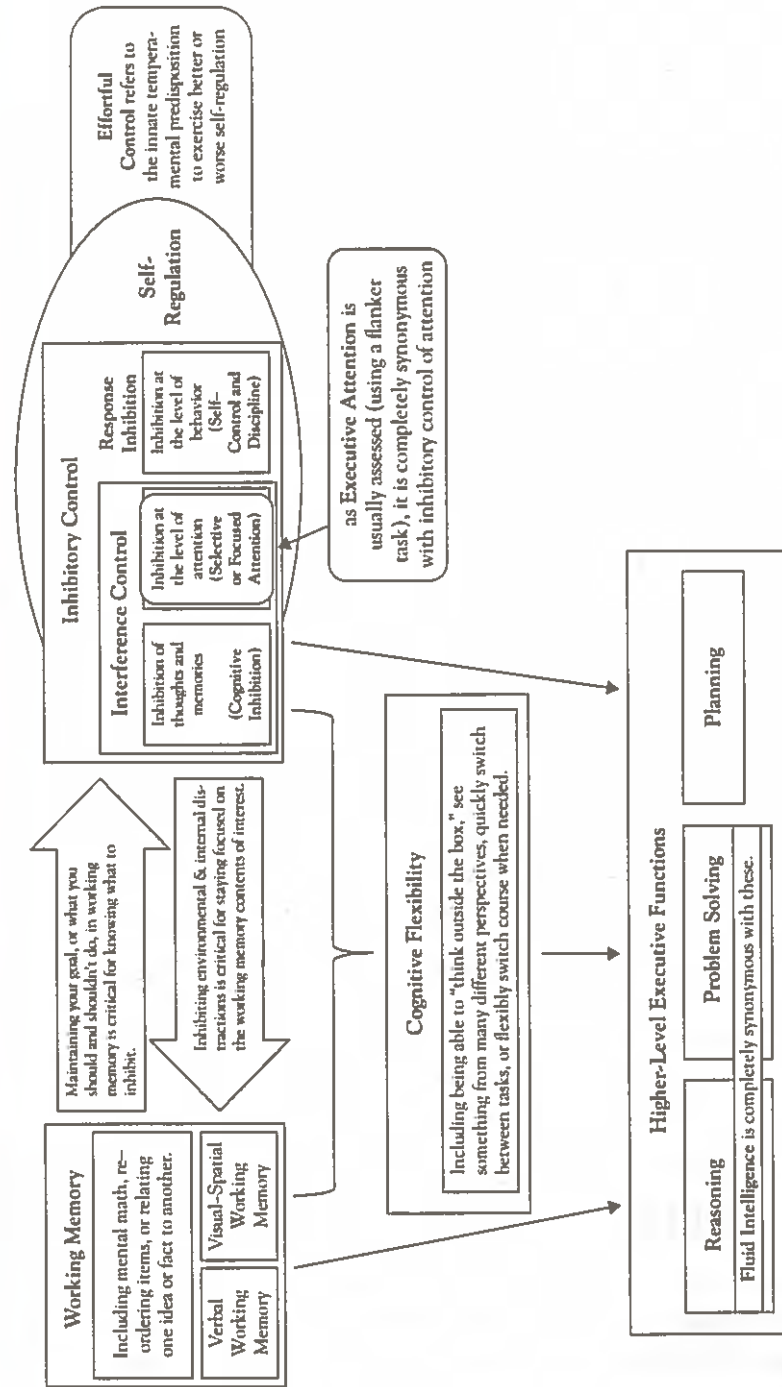 Working Memory
Including mental math, re-
ordering items, or relating
one idea or fact to another.
Verbal
Working
Memory
Visual-Spatial
Working
Memory
Maintaining your goal, or what you
should and shouldn't do, in working
memory is critical for knowing what to
inhibit.
Inhibiting environmental & internal dis-
tractions is critical for staying focused on
the working memory contents of interest.
Inhibitory Control
Interference Control
Inhibition of
thoughts and
memories
(Cognitive
Inhibition)
Inhibition at
the level of
attention
(Selective
or Focused
Attention)
Response
Inhibition
Inhibition at
the level of
behavior
(Self-
Control and
Discipline)
Self-
Regulation
Effortful
Control refers to
the innate tempera-
mental predisposition
to exercise better or
worse self-regulation
as Executive Attention is
usually assessed (using a flanker
task), it is completely synonymous
with inhibitory control of attention
Cognitive Flexibility
Including being able to "think outside the box," see
something from many different perspectives, quickly switch
between tasks, or flexibly switch course when needed.
Higher-Level Executive Functions
Reasoning
Problem Solving
Planning
Fluid Intelligence is completely synonymous with these.